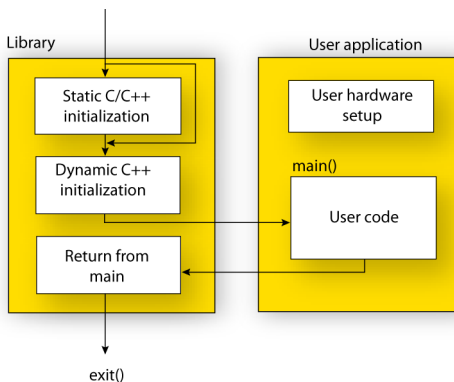 Library
User application
Static C/C++
initialization
User hardware
setup
Dynamic C++
initialization
main()
User code
Return from
main
exit()